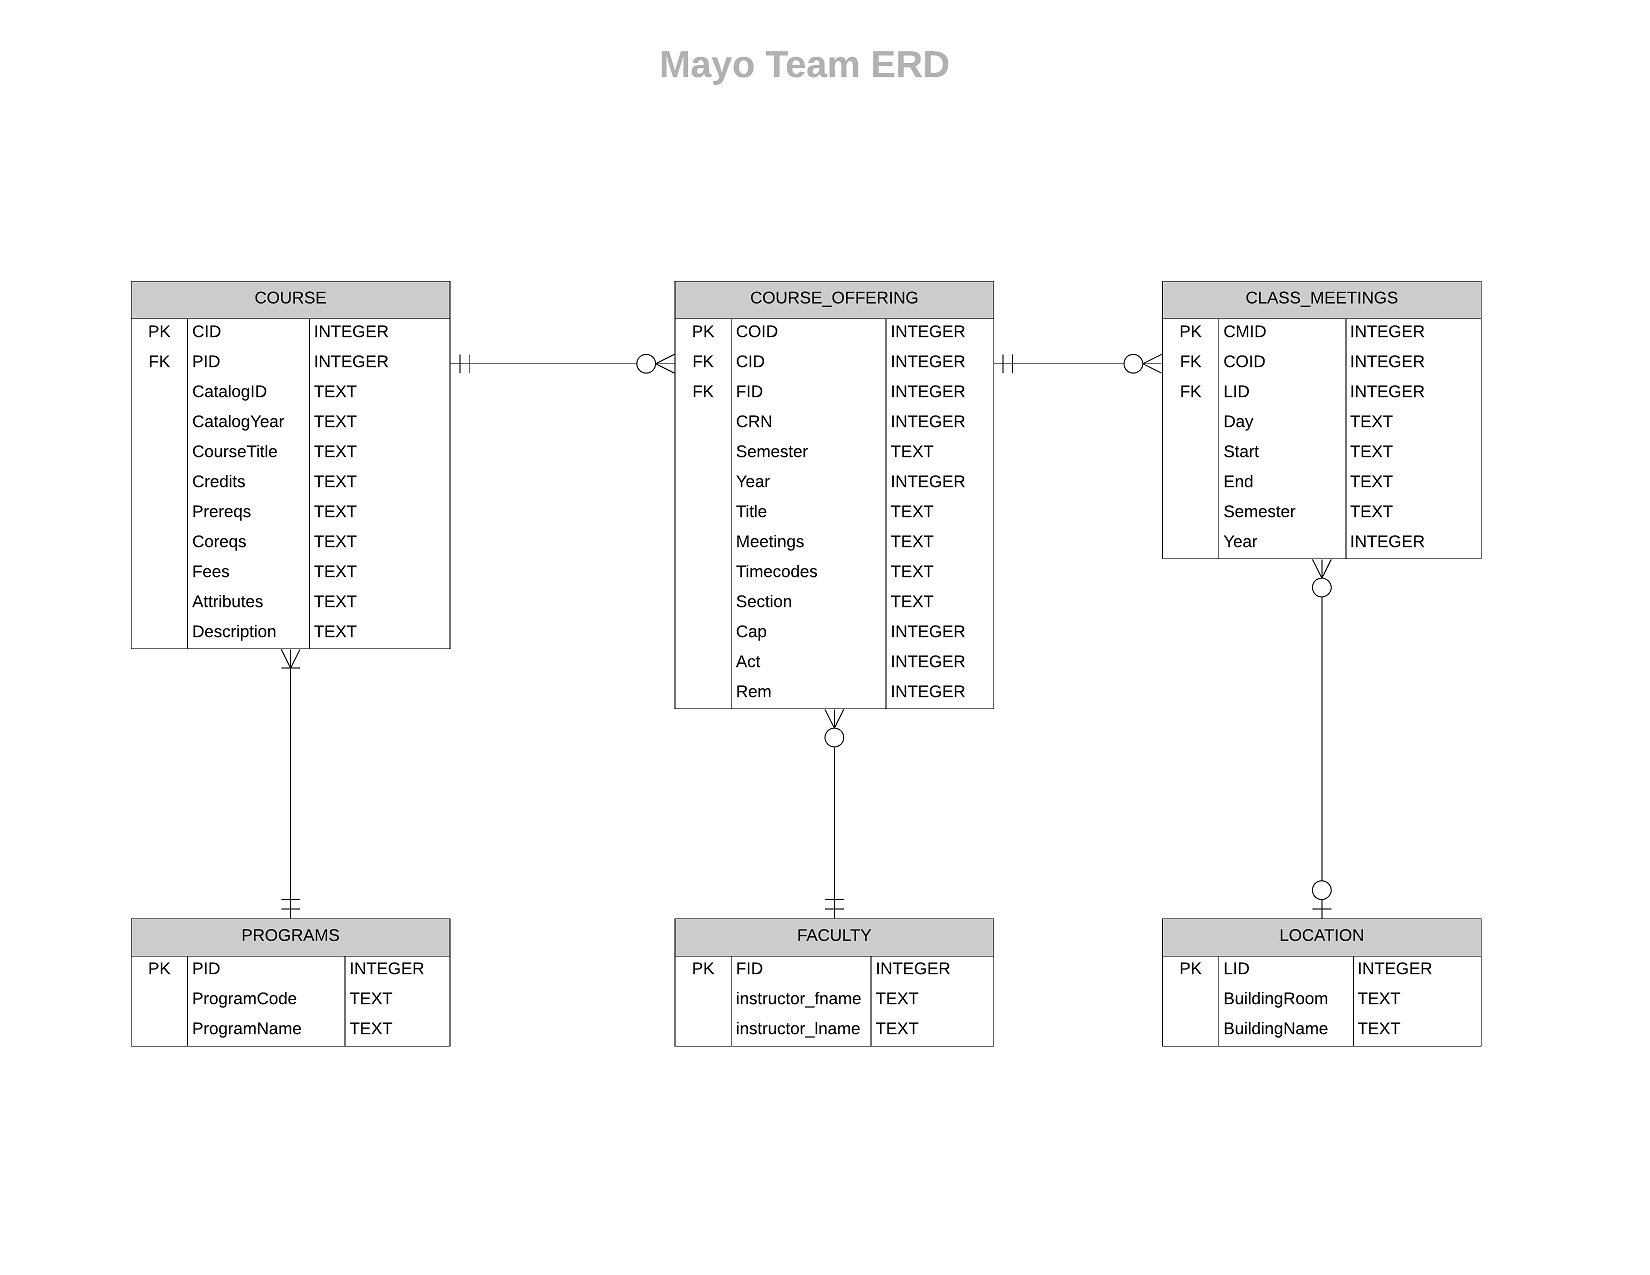 Mayo Team ERD
COURSE
PK CID INTEGER
FK PID INTEGER
CatalogID TEXT
CatalogYear TEXT
CourseTitle TEXT
Credits TEXT
Prereqs TEXT
Coreqs TEXT
Fees TEXT
Attributes TEXT
Description TEXT
COURSE_OFFERING
PK COID INTEGER
FK CID INTEGER
FK FID INTEGER
CRN INTEGER
Semester TEXT
Year INTEGER
Title TEXT
Meetings TEXT
Timecodes TEXT
Section TEXT
Cap INTEGER
Act INTEGER
Rem INTEGER
CLASS_MEETINGS
PK CMID INTEGER
FK COID INTEGER
FK LID INTEGER
Day TEXT
Start TEXT
End TEXT
Semester TEXT
Year INTEGER
PROGRAMS
PK PID INTEGER
ProgramCode TEXT
ProgramName TEXT
FACULTY
PK FID INTEGER
instructor_fname TEXT
instructor_lname TEXT
LOCATION
PK LID INTEGER
BuildingRoom TEXT
BuildingName TEXT